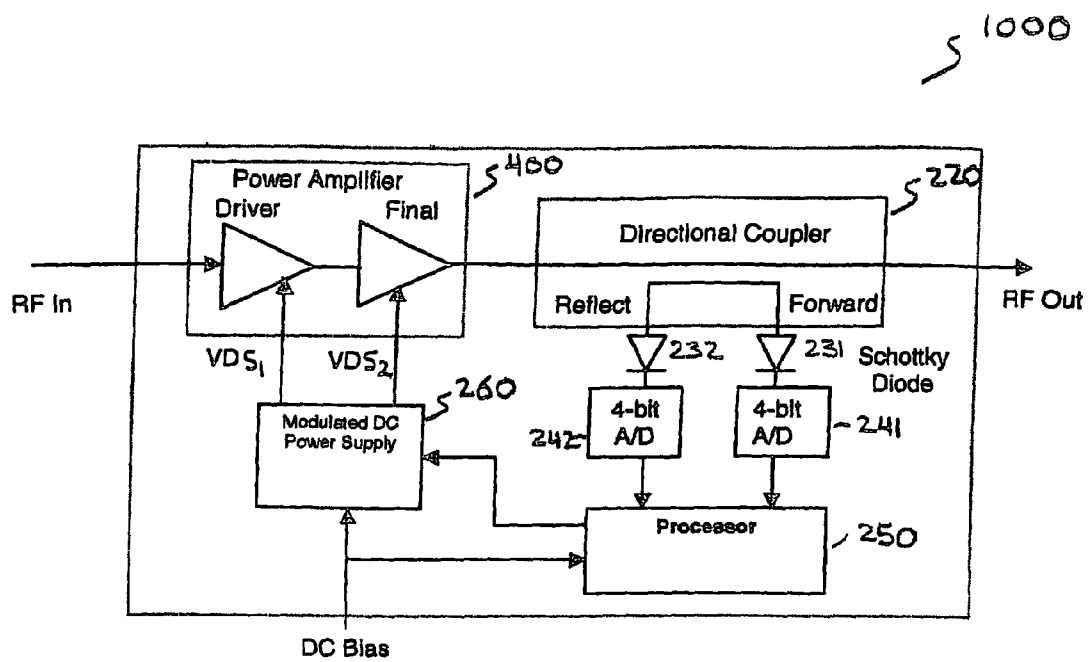 1000
400
Power Amplifier
Driver
Final
220
Directional Coupler
RF In
Reflect
Forward
RF Out
VDS1
VDS2
232
231
Schottky
Diode
260
Modulated DC
Power Supply
4-bit
A/D
242
4-bit
A/D
241
Processor
250
DC Bias